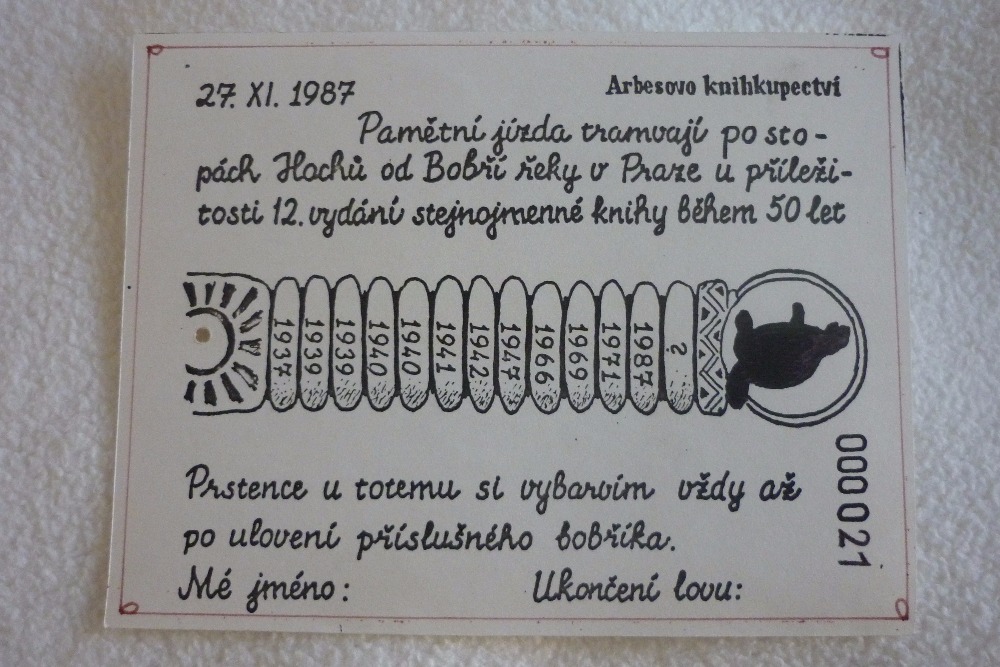 27. XI. 1987
Arbesovo knihkupectví
Pamětní jízda tramvají po sto-
pách Hochů od Bobří řeky v Praze u příleži-
tosti 12. vydání stejnojmenné knihy během 50 let
1937
1939
1939
1940
1940
1941
1942
1947
1966
1969
1971
1987
?
000021
Prstence u totemu si vybarvím vždy až
po ulovení příslušného bobříka.
Mé jméno:
Ukončení lovu: